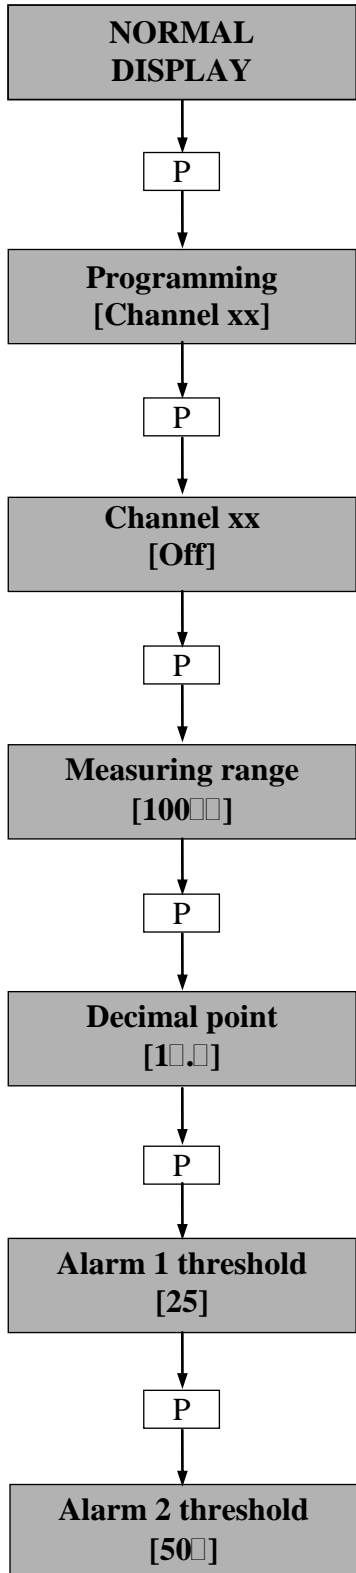 NORMAL
DISPLAY
P
Programming
[Channel xx]
P
Channel xx
[Off]
P
Measuring range
[100□□]
P
Decimal point
[1□.□]
P
Alarm 1 threshold
[25]
P
Alarm 2 threshold
[50□]